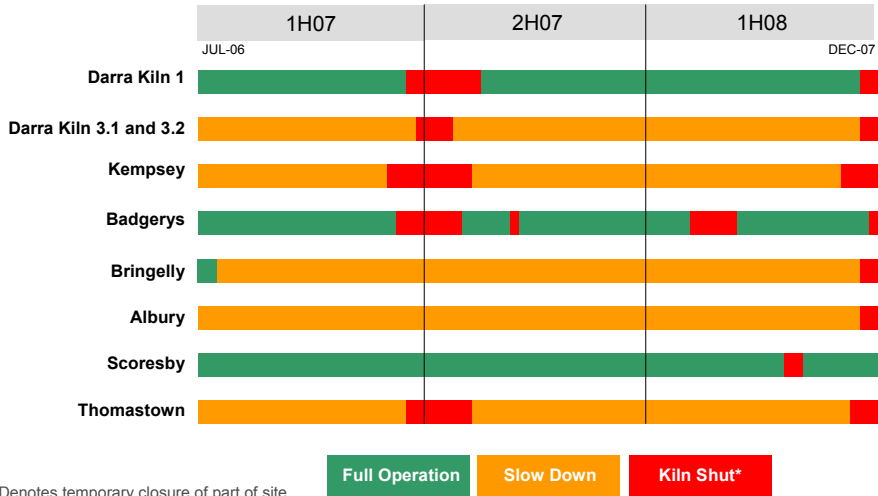 1H07 2H07 1H08
JUL-06 DEC-07
Darra Kiln 1
Darra Kiln 3.1 and 3.2
Kempsey
Badgerys
Bringelly
Albury
Scoresby
Thomastown
Full Operation Slow Down Kiln Shut*
Denotes temporary closure of part of site